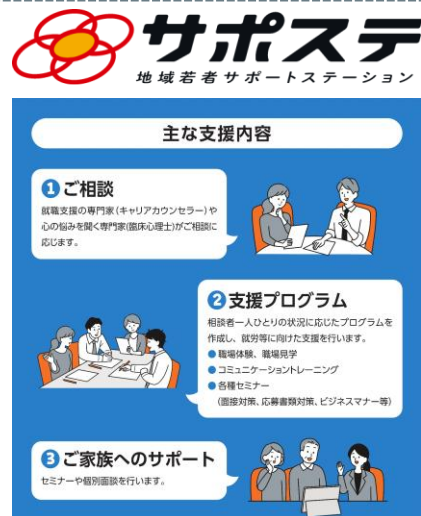 サポステ
地域若者サポートステーション
主な支援内容
1 ご相談
就職支援の専門家(キャリアカウンセラー)や
心の悩みを聞く専門家(臨床心理士)がご相談に
応じます。
2 支援プログラム
相談者一人ひとりの状況に応じたプログラムを
作成し、就労等に向けた支援を行います。
●職場体験、職場見学
●コミュニケーショントレーニング
●各種セミナー
(面接対策、応募書類対策、ビジネスマナー等)
3 ご家族へのサポート
セミナーや個別面談を行います。